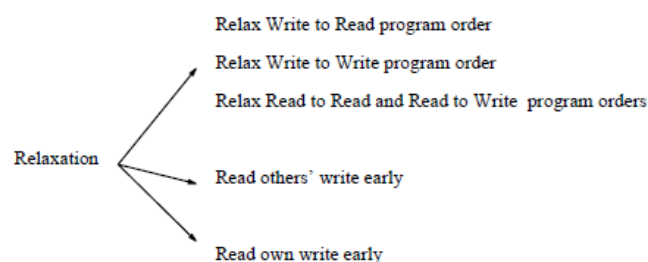 Relax Write to Read program order
Relax Write to Write program order
Relax Read to Read and Read to Write program orders
Relaxation
Read others' write early
Read own write early